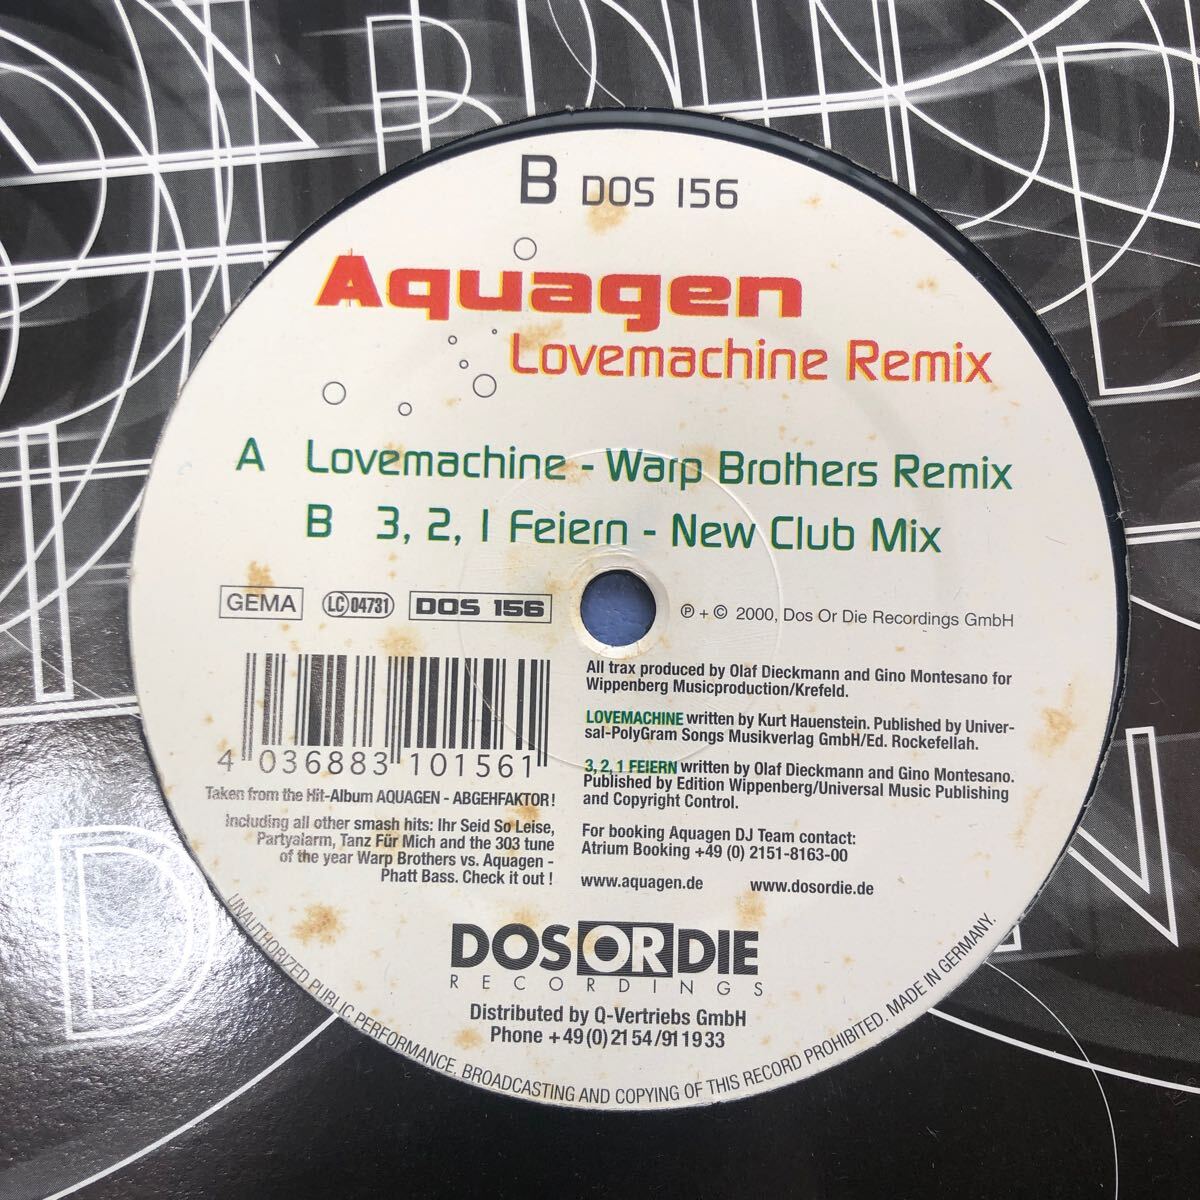 B DOS 156
Aquagen
Lovemachine Remix
A Lovemachine - Warp Brothers Remix
B 3, 2, 1 Feiern - New Club Mix
GEMA LC 04731 DOS 156
℗ + © 2000, Dos Or Die Recordings GmbH
4 036883 101561
Taken from the Hit-Album AQUAGEN - ABGEHFAKTOR!
Including all other smash hits: Ihr Seid So Leise,
Partyalarm, Tanz Für Mich and the 303 tune
of the year Warp Brothers vs. Aquagen -
Phatt Bass. Check it out !
All trax produced by Olaf Dieckmann and Gino Montesano for
Wippenberg Musicproduction/Krefeld.
LOVEMACHINE written by Kurt Hauenstein. Published by Univer-
sal-PolyGram Songs Musikverlag GmbH/Ed. Rockefellah.
3, 2, 1 FEIERN written by Olaf Dieckmann and Gino Montesano.
Published by Edition Wippenberg/Universal Music Publishing
and Copyright Control.
For booking Aquagen DJ Team contact:
Atrium Booking +49 (0) 2151-8163-00
www.aquagen.de www.dosordie.de
DOS OR DIE
RECORDINGS
Distributed by Q-Vertriebs GmbH
Phone +49(0)2154/911933
UNAUTHORIZED PUBLIC PERFORMANCE, BROADCASTING AND COPYING OF THIS RECORD PROHIBITED. MADE IN GERMANY.